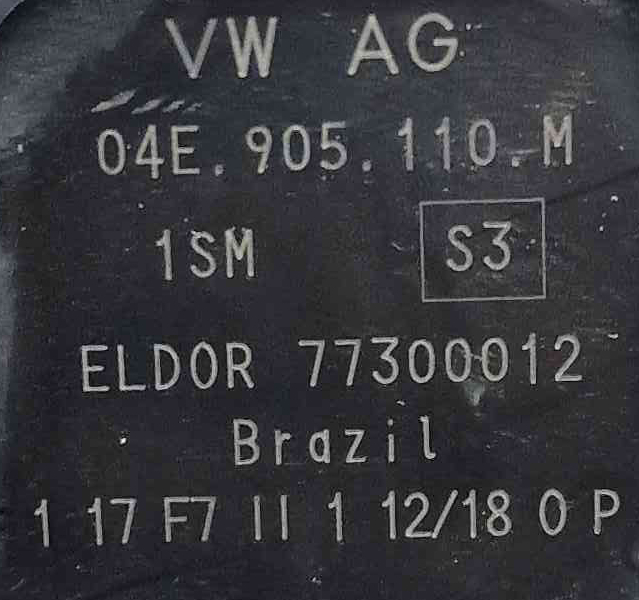 VW AG
04E.905.110.M
1SM S3
ELDOR 77300012
Brazil
1 17 F7 II 1 12/18 0 P